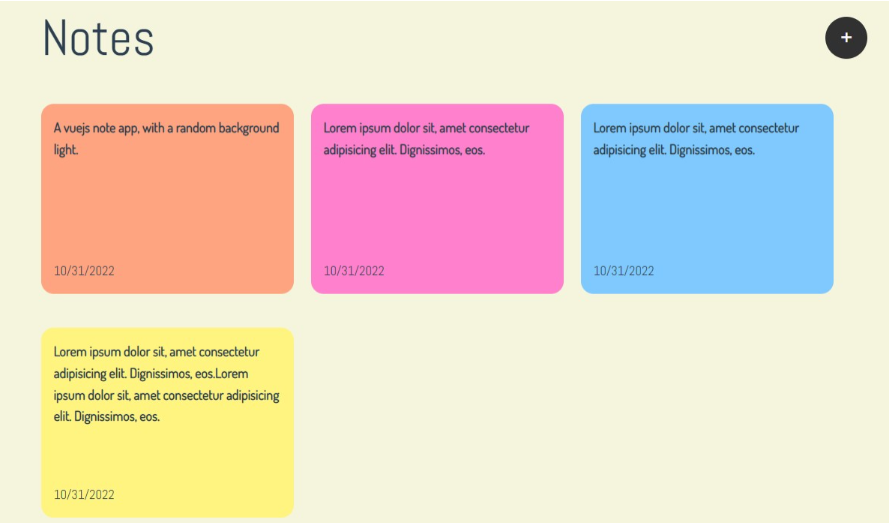 Notes
+
A vuejs note app, with a random background
light.
10/31/2022
Lorem ipsum dolor sit, amet consectetur
adipisicing elit. Dignissimos, eos.
10/31/2022
Lorem ipsum dolor sit, amet consectetur
adipisicing elit. Dignissimos, eos.
10/31/2022
Lorem ipsum dolor sit, amet consectetur
adipisicing elit. Dignissimos, eos.Lorem
ipsum dolor sit, amet consectetur adipisicing
elit. Dignissimos, eos.
10/31/2022